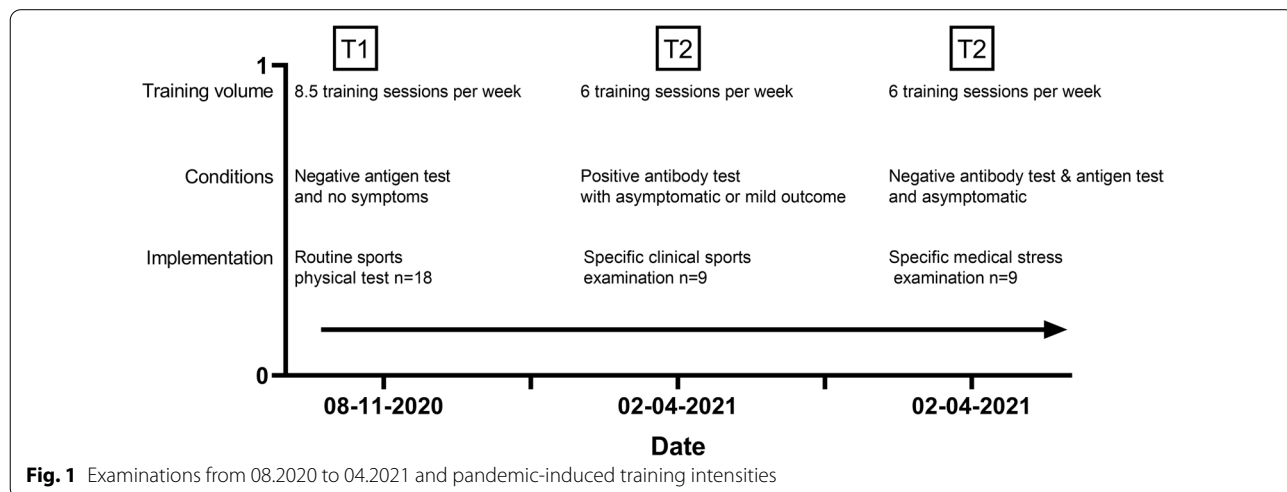 T1 T2 T2
1
Training volume 8.5 training sessions per week 6 training sessions per week 6 training sessions per week
Conditions Negative antigen test Positive antibody test Negative antibody test & antigen test
and no symptoms with asymptomatic or mild outcome and asymptomatic
Implementation Routine sports Specific clinical sports Specific medical stress
physical test n=18 examination n=9 examination n=9
0
08-11-2020 02-04-2021 02-04-2021
Date
Fig. 1 Examinations from 08.2020 to 04.2021 and pandemic-induced training intensities